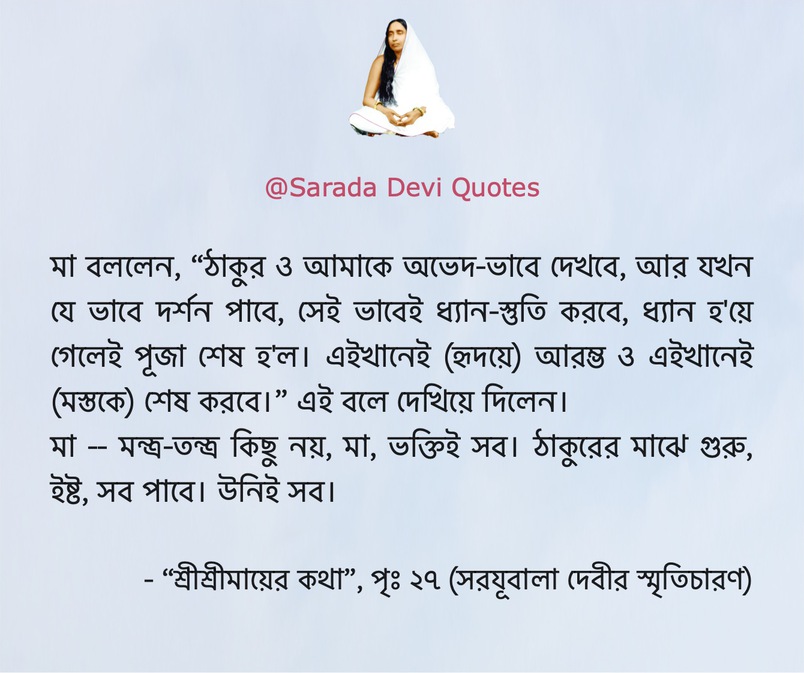 @Sarada Devi Quotes
মা বললেন, “ঠাকুর ও আমাকে অভেদ-ভাবে দেখবে, আর যখন
যে ভাবে দর্শন পাবে, সেই ভাবেই ধ্যান-স্তুতি করবে, ধ্যান হ'য়ে
গেলেই পূজা শেষ হ'ল। এইখানেই (হৃদয়ে) আরম্ভ ও এইখানেই
(মস্তকে) শেষ করবে।” এই বলে দেখিয়ে দিলেন।
মা -- মন্ত্র-তন্ত্র কিছু নয়, মা, ভক্তিই সব। ঠাকুরের মাঝে গুরু,
ইষ্ট, সব পাবে। উনিই সব।
- “শ্রীশ্রীমায়ের কথা”, পৃঃ ২৭ (সরযূবালা দেবীর স্মৃতিচারণ)